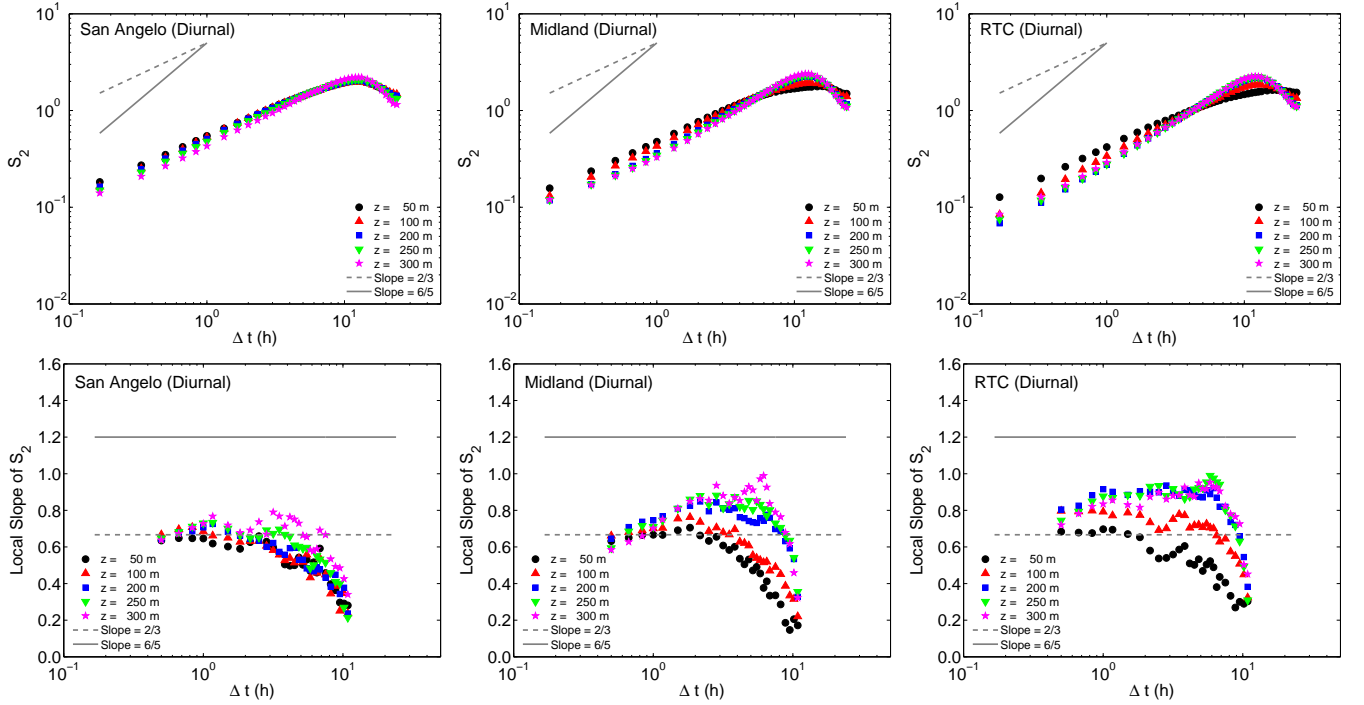 San Angelo (Diurnal)
S2
10^1
10^0
10^-1
10^-2
10^-1
10^0
10^1
Δ t (h)
z = 50 m
z = 100 m
z = 200 m
z = 250 m
z = 300 m
Slope = 2/3
Slope = 6/5
Midland (Diurnal)
S2
10^1
10^0
10^-1
10^-2
10^-1
10^0
10^1
Δ t (h)
z = 50 m
z = 100 m
z = 200 m
z = 250 m
z = 300 m
Slope = 2/3
Slope = 6/5
RTC (Diurnal)
S2
10^1
10^0
10^-1
10^-2
10^-1
10^0
10^1
Δ t (h)
z = 50 m
z = 100 m
z = 200 m
z = 250 m
z = 300 m
Slope = 2/3
Slope = 6/5
San Angelo (Diurnal)
Local Slope of S2
1.6
1.4
1.2
1.0
0.8
0.6
0.4
0.2
0.0
z = 50 m
z = 100 m
z = 200 m
z = 250 m
z = 300 m
Slope = 2/3
Slope = 6/5
10^-1
10^0
10^1
Δ t (h)
Midland (Diurnal)
Local Slope of S2
1.6
1.4
1.2
1.0
0.8
0.6
0.4
0.2
0.0
z = 50 m
z = 100 m
z = 200 m
z = 250 m
z = 300 m
Slope = 2/3
Slope = 6/5
10^-1
10^0
10^1
Δ t (h)
RTC (Diurnal)
Local Slope of S2
1.6
1.4
1.2
1.0
0.8
0.6
0.4
0.2
0.0
z = 50 m
z = 100 m
z = 200 m
z = 250 m
z = 300 m
Slope = 2/3
Slope = 6/5
10^-1
10^0
10^1
Δ t (h)